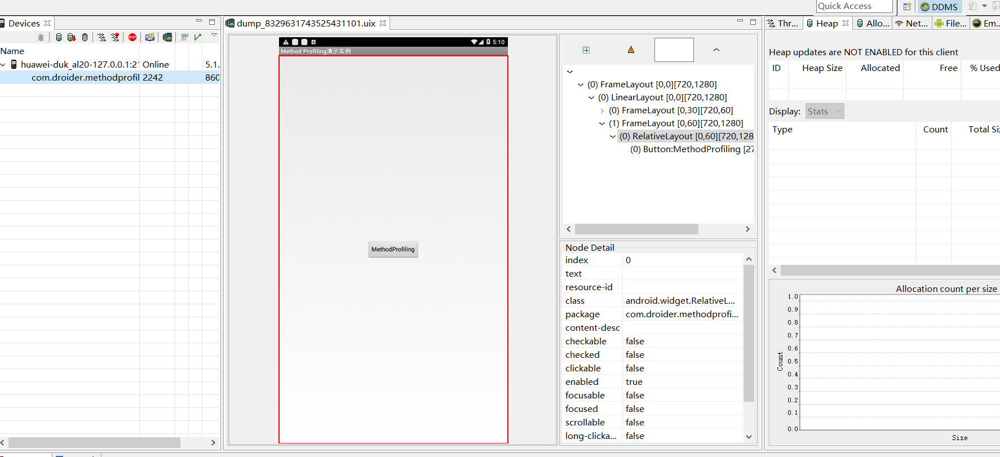 Quick Access
DDMS
Devices
dump_8329631743525431101.uix
Thr...
Heap
Allo...
Net...
File...
Em...
Name
huawei-duk_al20-127.0.0.1:21 Online 5.1.
com.droider.methodprofil 2242 860
5:10
Method Profiling演示实例
MethodProfiling
(0) FrameLayout [0,0][720,1280]
(0) LinearLayout [0,0][720,1280]
(0) FrameLayout [0,30][720,60]
(1) FrameLayout [0,60][720,1280]
(0) RelativeLayout [0,60][720,128
(0) Button:MethodProfiling [27
Node Detail
index 0
text
resource-id
class android.widget.RelativeL...
package com.droider.methodprofi...
content-desc
checkable false
checked false
clickable false
enabled true
focusable false
focused false
scrollable false
long-clicka... false
Heap updates are NOT ENABLED for this client
ID Heap Size Allocated Free % Used
Display: Stats
Type Count Total Si
Allocation count per size
1.0
0.9
0.8
0.7
0.6
0.5
0.4
0.3
0.2
0.1
0.0
Count
Size